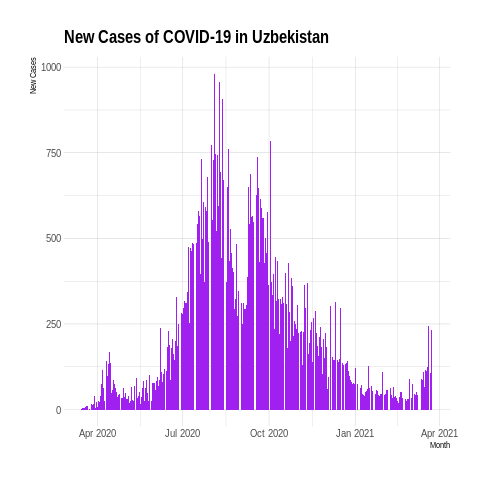 New Cases of COVID-19 in Uzbekistan
New Cases
1000
750
500
250
0
Apr 2020
Jul 2020
Oct 2020
Jan 2021
Apr 2021
Month